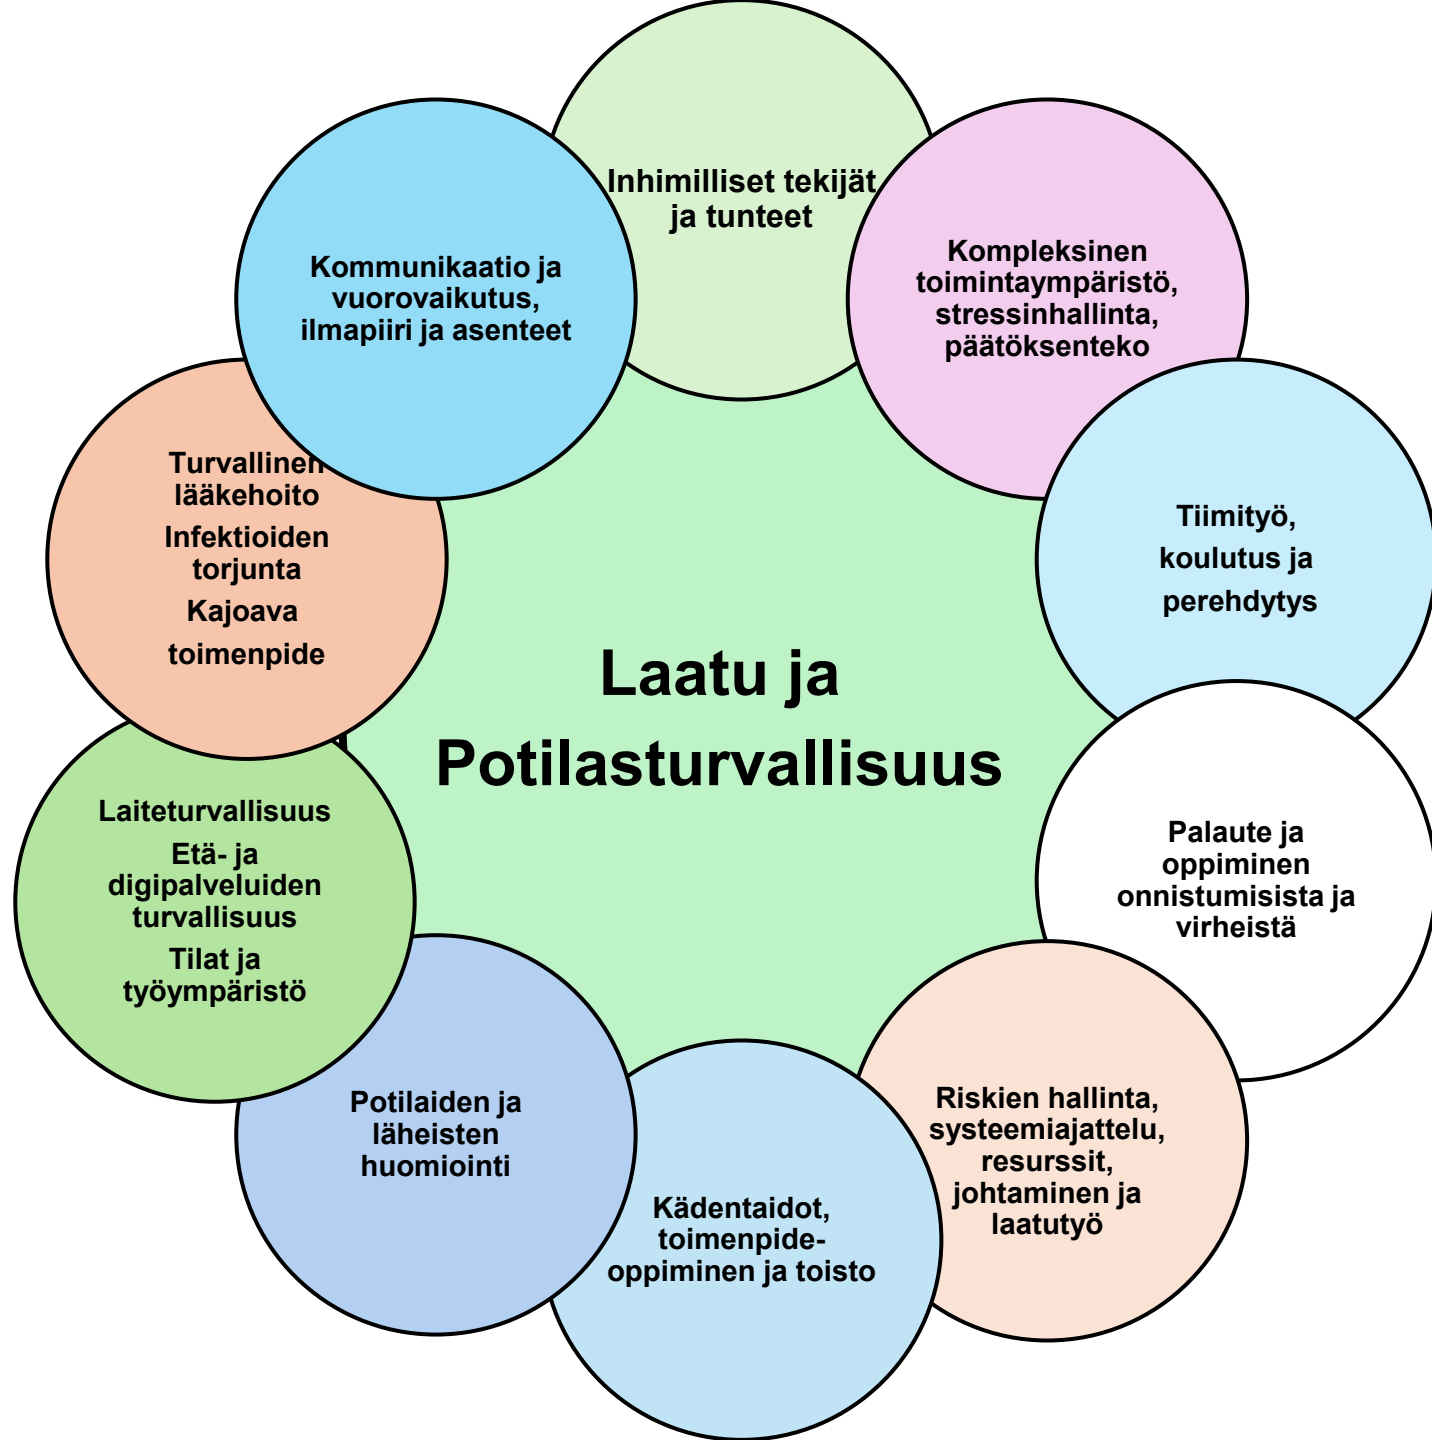 Inhimilliset tekijät
ja tunteet
Kompleksinen
toimintaympäristö,
stressinhallinta,
päätöksenteko
Tiimityö,
koulutus ja
perehdytys
Palaute ja
oppiminen
onnistumisista ja
virheistä
Riskien hallinta,
systeemiajattelu,
resurssit,
johtaminen ja
laatutyö
Kädentaidot,
toimenpide-
oppiminen ja toisto
Potilaiden ja
läheisten
huomiointi
Laiteturvallisuus
Etä- ja
digipalveluiden
turvallisuus
Tilat ja
työympäristö
Turvallinen
lääkehoito
Infektioiden
torjunta
Kajoava
toimenpide
Kommunikaatio ja
vuorovaikutus,
ilmapiiri ja asenteet
Laatu ja
Potilasturvallisuus